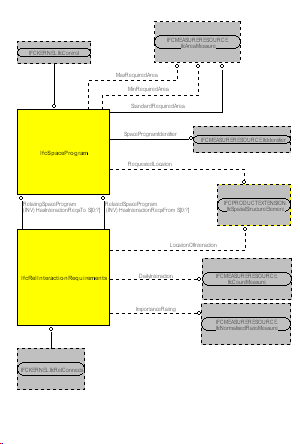 IFCKERNEL.IfcControl
IFCMEASURERESOURCE.
IfcAreaMeasure
MaxRequiredArea
MinRequiredArea
StandardRequiredArea
SpaceProgramIdentifier
IFCMEASURERESOURCE.IfcIdentifier
IfcSpaceProgram
RequestedLocation
IFCPRODUCTEXTENSION.
IfcSpatialStructureElement
RelatingSpaceProgram
(INV) HasInteractionReqsTo S[0:?]
RelatedSpaceProgram
(INV) HasInteractionReqsFrom S[0:?]
LocationOfInteraction
IfcRelInteractionRequirements
DailyInteraction
IFCMEASURERESOURCE.
IfcCountMeasure
ImportanceRating
IFCMEASURERESOURCE.
IfcNormalisedRatioMeasure
IFCKERNEL.IfcRelConnects